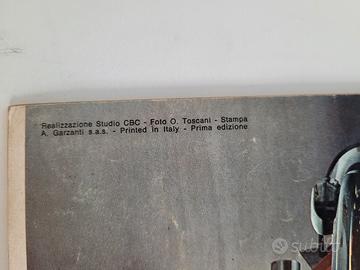 Realizzazione Studio CBC - Foto O. Toscani - Stampa
A. Garzanti s.a.s. - Printed in Italy - Prima edizione
subito